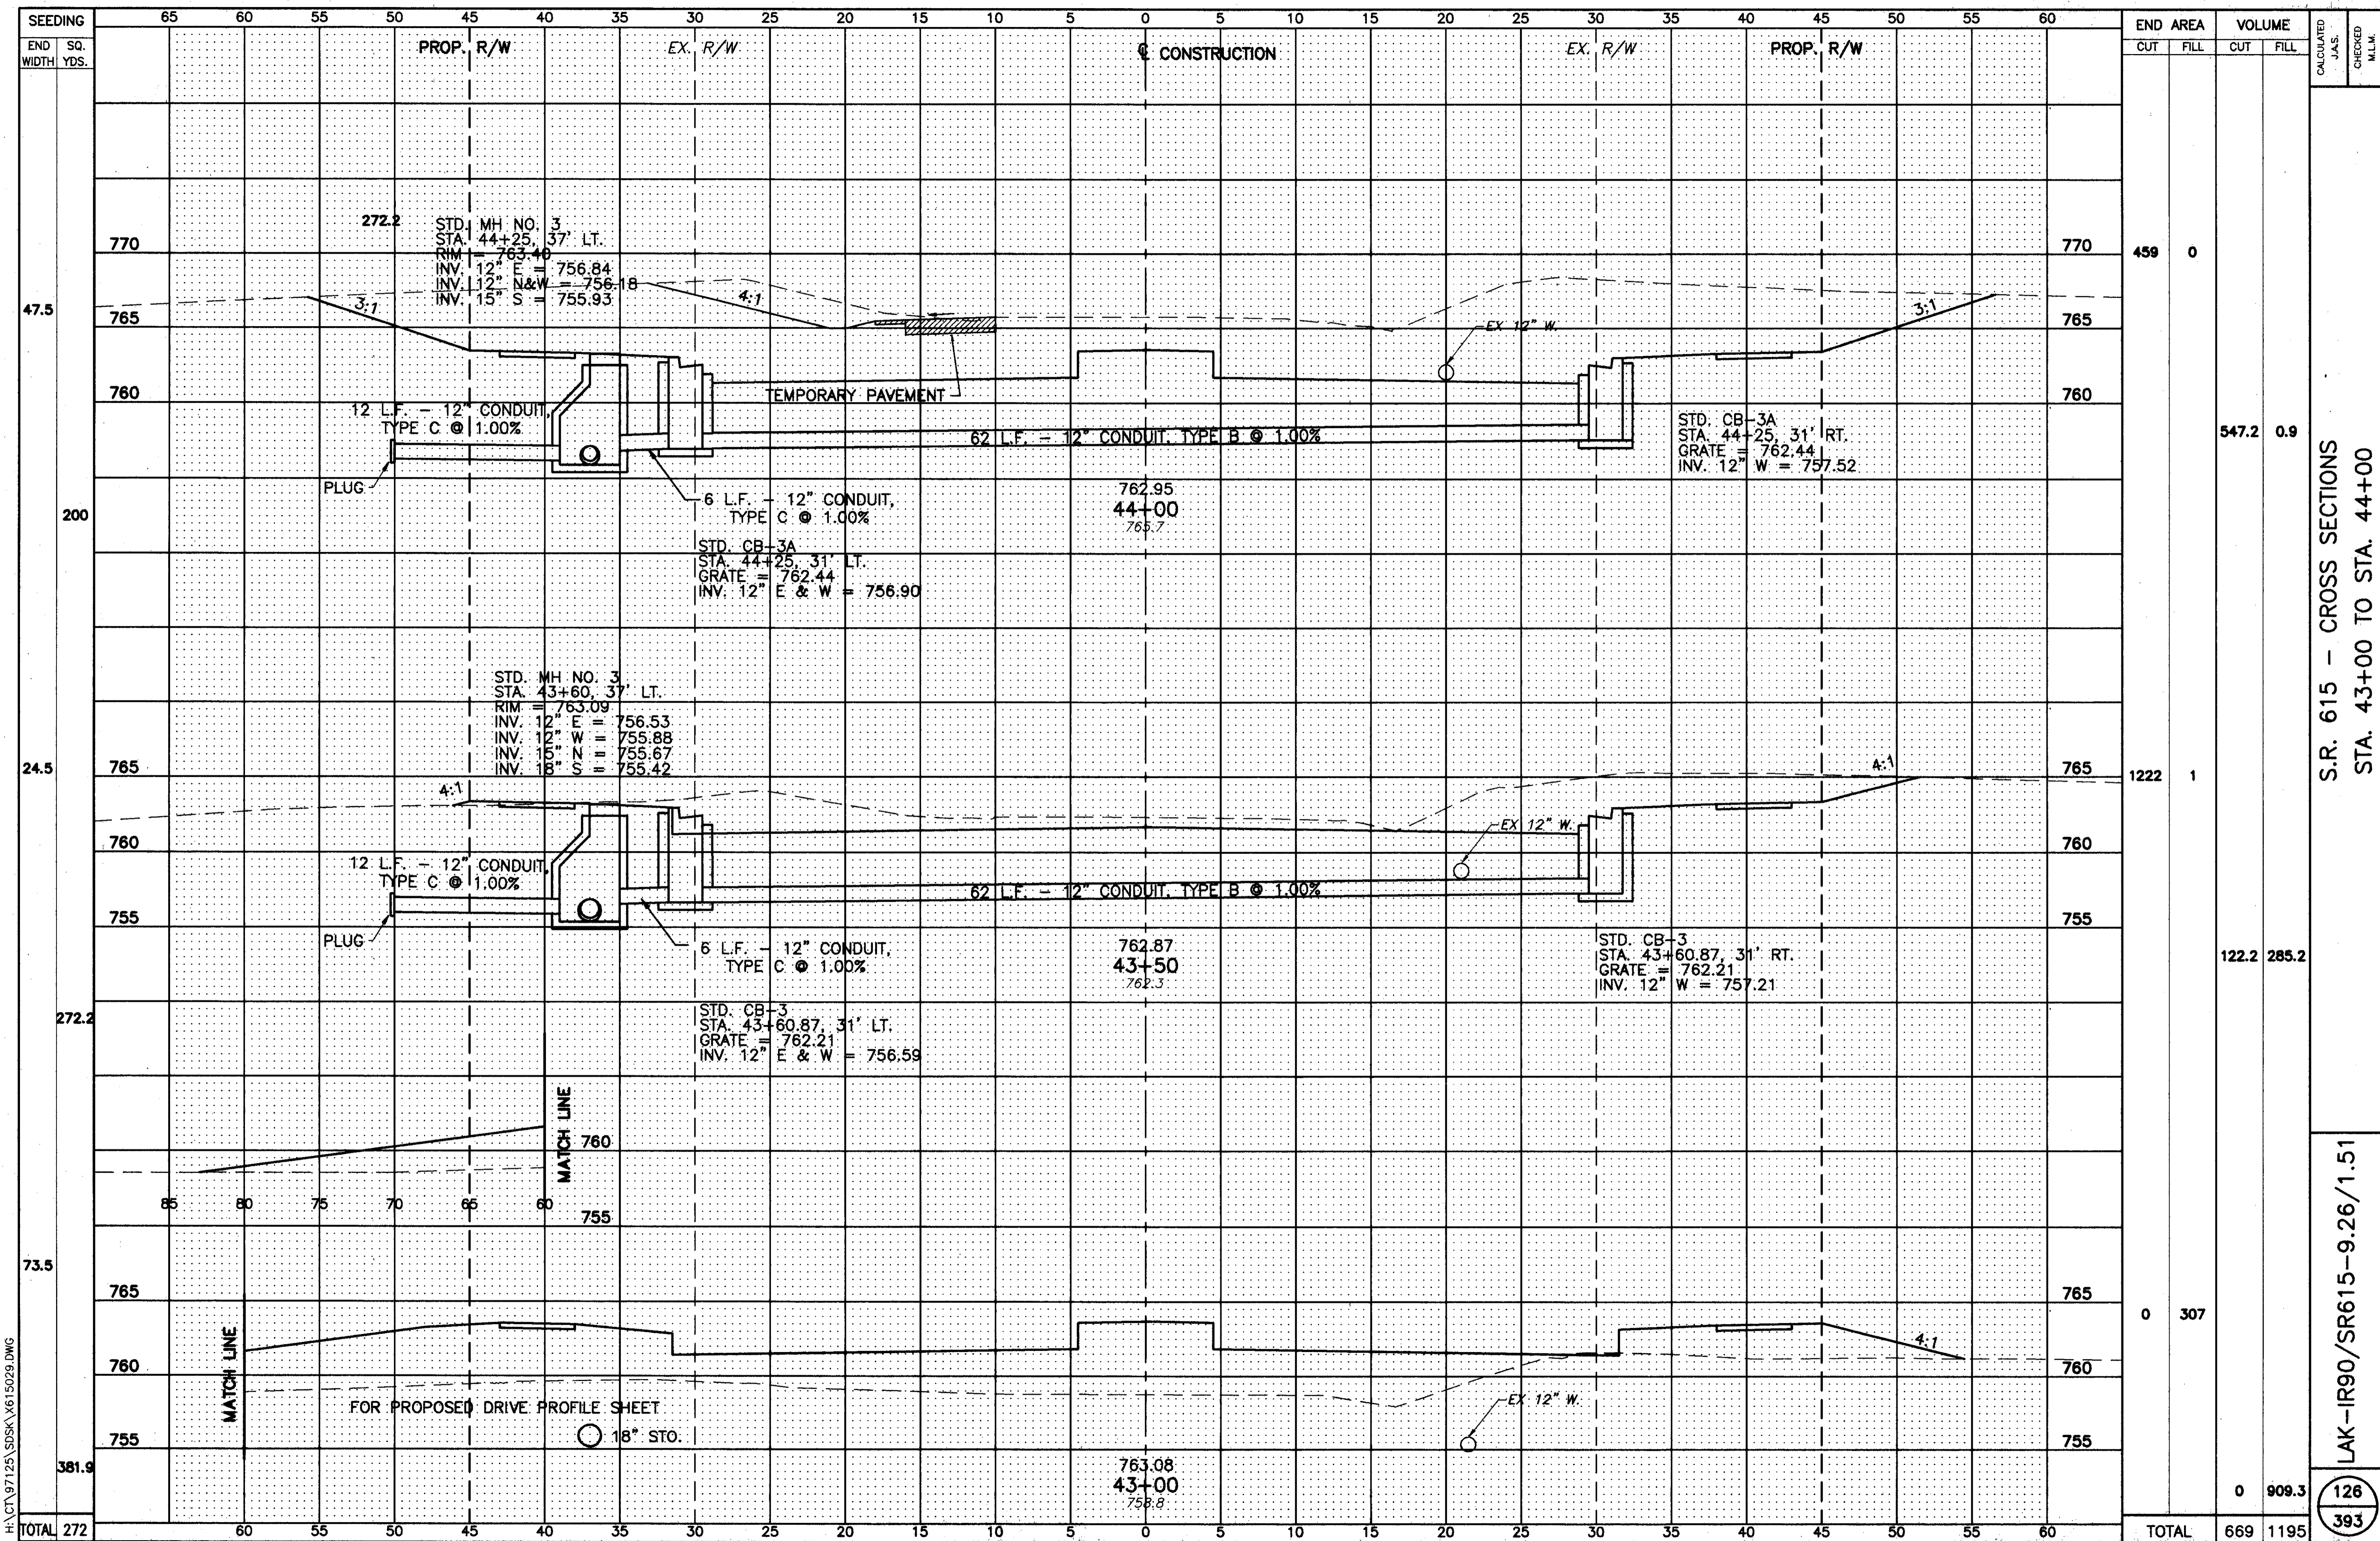 SEEDING
END WIDTH
SQ. YDS.
65 60 55 50 45 40 35 30 25 20 15 10 5 0 5 10 15 20 25 30 35 40 45 50 55 60
END AREA
VOLUME
CUT FILL CUT FILL
CALCULATED
J.A.S.
CHECKED
M.L.M.
PROP. R/W
EX. R/W
℄ CONSTRUCTION
EX. R/W
PROP. R/W
272.2
STD. MH NO. 3
STA. 44+25, 37' LT.
RIM = 763.40
INV. 12" E = 756.84
INV. 12" N&W = 756.18
INV. 15" S = 755.93
770
770
459 0
47.5
3:1
4:1
3:1
765
765
EX 12" W.
TEMPORARY PAVEMENT
760
760
12 L.F. - 12" CONDUIT,
TYPE C @ 1.00%
62 L.F. - 12" CONDUIT, TYPE B @ 1.00%
STD. CB-3A
STA. 44+25, 31' RT.
GRATE = 762.44
INV. 12" W = 757.52
547.2 0.9
PLUG
6 L.F. - 12" CONDUIT,
TYPE C @ 1.00%
762.95
44+00
765.7
200
STD. CB-3A
STA. 44+25, 31' LT.
GRATE = 762.44
INV. 12" E & W = 756.90
STD. MH NO. 3
STA. 43+60, 37' LT.
RIM = 763.09
INV. 12" E = 756.53
INV. 12" W = 755.88
INV. 15" N = 755.67
INV. 18" S = 755.42
24.5
765
765
1222 1
4:1
4:1
EX 12" W.
760
760
12 L.F. - 12" CONDUIT,
TYPE C @ 1.00%
62 L.F. - 12" CONDUIT, TYPE B @ 1.00%
755
755
PLUG
6 L.F. - 12" CONDUIT,
TYPE C @ 1.00%
762.87
43+50
762.3
STD. CB-3
STA. 43+60.87, 31' RT.
GRATE = 762.21
INV. 12" W = 757.21
122.2 285.2
272.2
STD. CB-3
STA. 43+60.87, 31' LT.
GRATE = 762.21
INV. 12" E & W = 756.59
MATCH LINE
760
85 80 75 70 65 60
755
73.5
765
765
0 307
MATCH LINE
4:1
760
760
FOR PROPOSED DRIVE PROFILE SHEET
EX 12" W.
18" STO.
755
755
381.9
763.08
43+00
758.8
0 909.3
TOTAL 272
60 55 50 45 40 35 30 25 20 15 10 5 0 5 10 15 20 25 30 35 40 45 50 55 60
TOTAL 669 1195
S.R. 615 - CROSS SECTIONS
STA. 43+00 TO STA. 44+00
LAK-IR90/SR615-9.26/1.51
126
393
H:\CT\97125\SDSK\X6150029.DWG